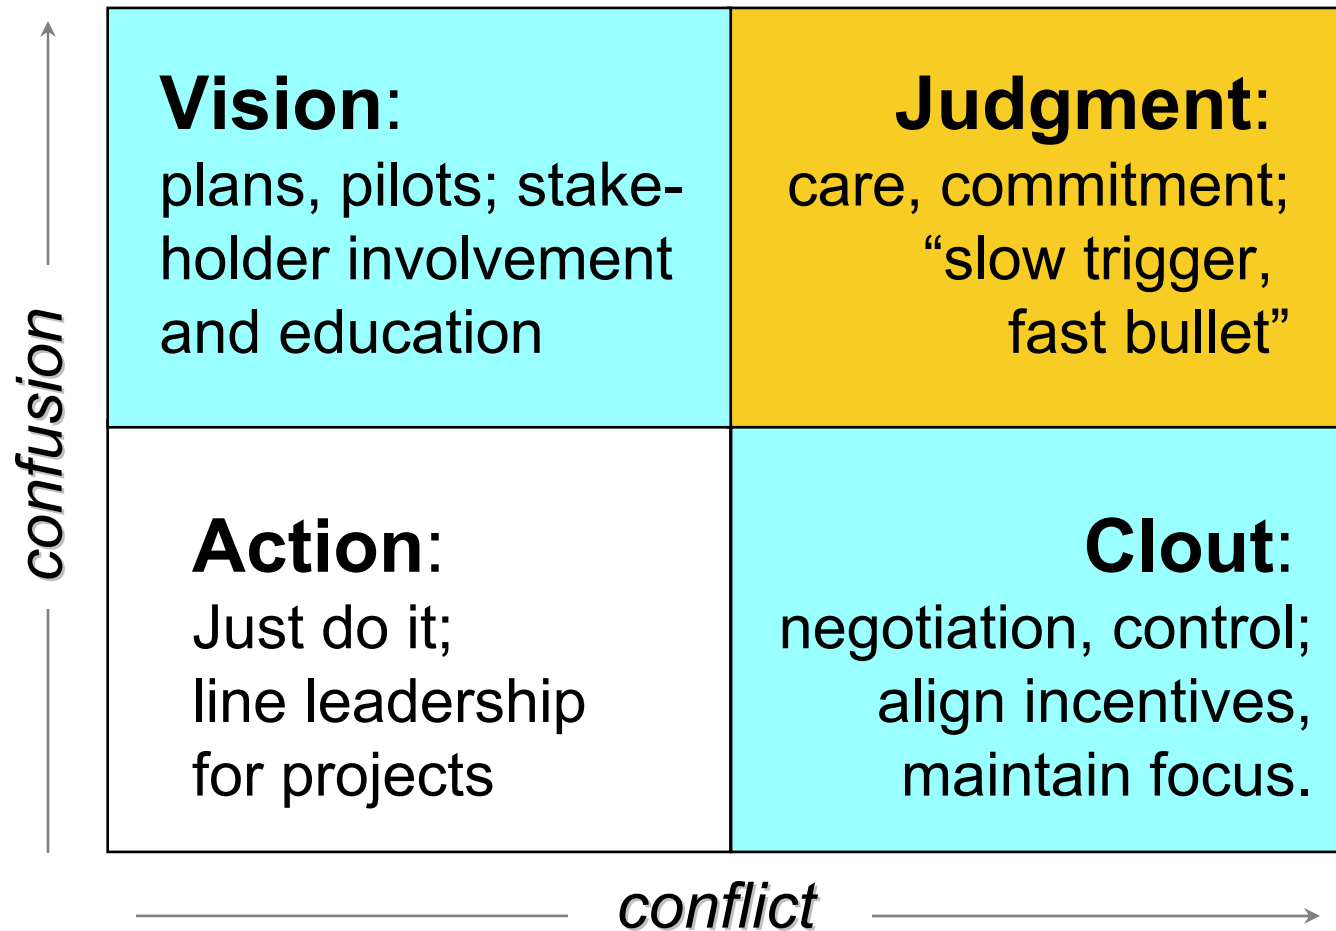 Vision:
plans, pilots; stake-
holder involvement
and education
Judgment:
care, commitment;
“slow trigger,
fast bullet”
confusion
Action:
Just do it;
line leadership
for projects
Clout:
negotiation, control;
align incentives,
maintain focus.
conflict